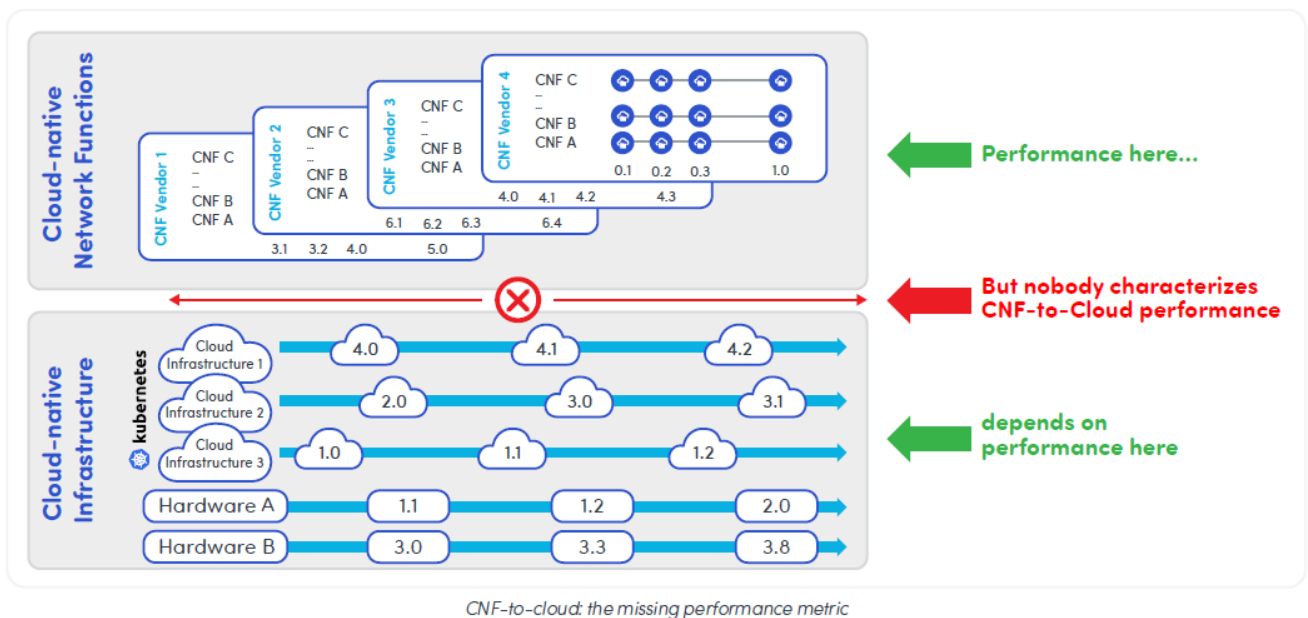 Cloud-native
Network Functions
CNF Vendor 1
CNF C
–
–
CNF B
CNF A
3.1 3.2 4.0 5.0
CNF Vendor 2
CNF C
–
–
CNF B
CNF A
6.1 6.2 6.3 6.4
CNF Vendor 3
CNF C
–
–
CNF B
CNF A
4.0 4.1 4.2 4.3
CNF Vendor 4
CNF C
–
–
CNF B
CNF A
0.1 0.2 0.3 1.0
Performance here...
But nobody characterizes
CNF-to-Cloud performance
Cloud-native
Infrastructure
kubernetes
Cloud
Infrastructure 1
4.0 4.1 4.2
Cloud
Infrastructure 2
2.0 3.0 3.1
Cloud
Infrastructure 3
1.0 1.1 1.2
Hardware A 1.1 1.2 2.0
Hardware B 3.0 3.3 3.8
depends on
performance here
CNF-to-cloud: the missing performance metric